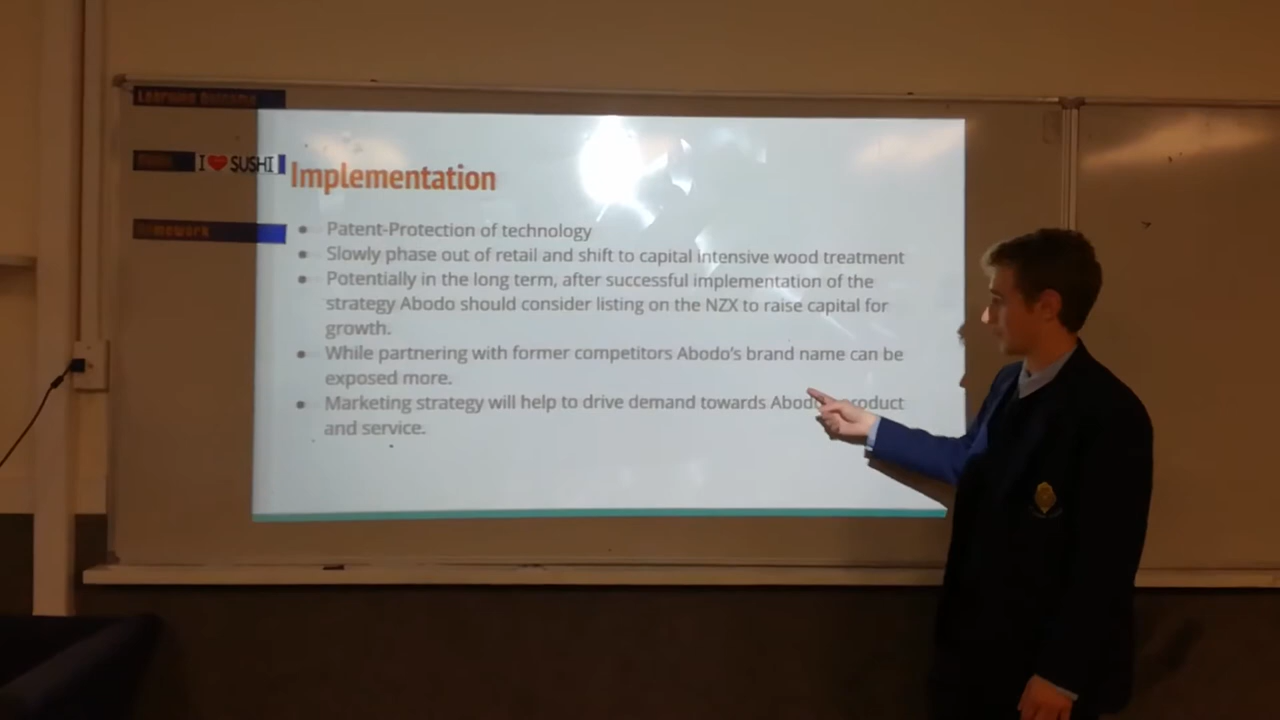 Learning Outcome
I ❤ SUSHI
Implementation
• Patent-Protection of technology
• Slowly phase out of retail and shift to capital intensive wood treatment
• Potentially in the long term, after successful implementation of the
strategy Abodo should consider listing on the NZX to raise capital for
growth.
• While partnering with former competitors Abodo's brand name can be
exposed more.
Homework
• Marketing strategy will help to drive demand towards
and service.